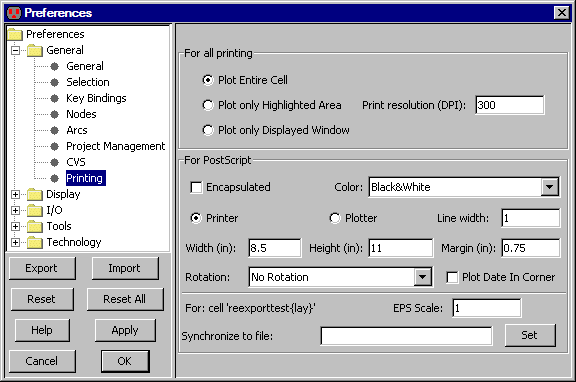 Preferences
Preferences
General
General
Selection
Key Bindings
Nodes
Arcs
Project Management
CVS
Printing
Display
I/O
Tools
Technology
Export Import
Reset Reset All
Help Apply
Cancel OK
For all printing
Plot Entire Cell
Plot only Highlighted Area Print resolution (DPI): 300
Plot only Displayed Window
For PostScript
Encapsulated Color: Black&White
Printer Plotter Line width: 1
Width (in): 8.5 Height (in): 11 Margin (in): 0.75
Rotation: No Rotation Plot Date In Corner
For: cell 'reexporttest{lay}' EPS Scale: 1
Synchronize to file: Set